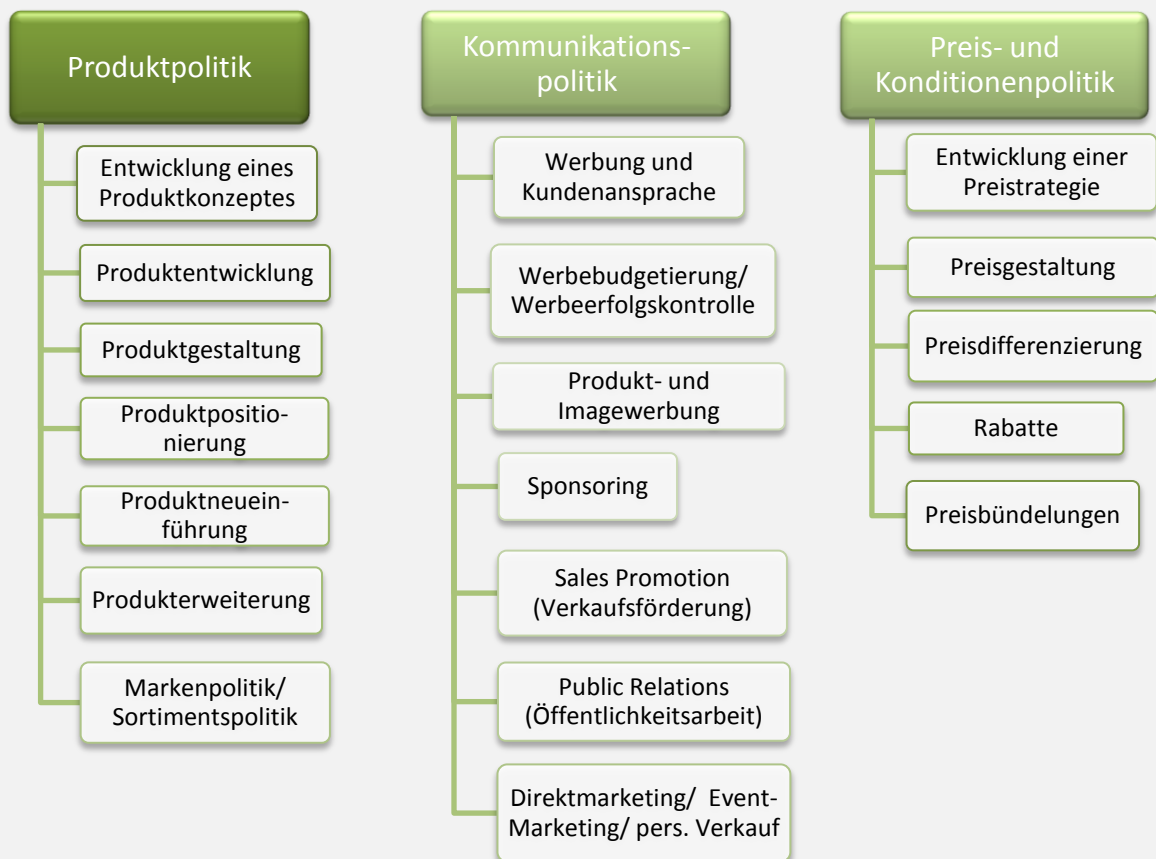 Produktpolitik
Entwicklung eines
Produktkonzeptes
Produktentwicklung
Produktgestaltung
Produktpositio-
nierung
Produktneuein-
führung
Produkterweiterung
Markenpolitik/
Sortimentspolitik
Kommunikations-
politik
Werbung und
Kundenansprache
Werbebudgetierung/
Werbeerfolgskontrolle
Produkt- und
Imagewerbung
Sponsoring
Sales Promotion
(Verkaufsförderung)
Public Relations
(Öffentlichkeitsarbeit)
Direktmarketing/ Event-
Marketing/ pers. Verkauf
Preis- und
Konditionenpolitik
Entwicklung einer
Preistrategie
Preisgestaltung
Preisdifferenzierung
Rabatte
Preisbündelungen